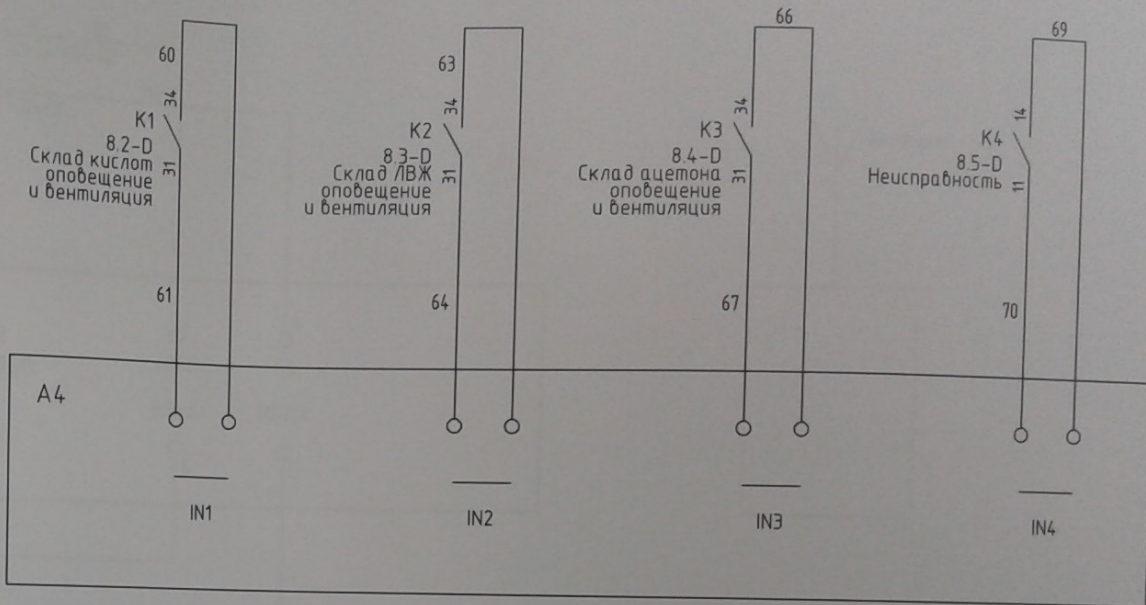 60
34
K1
8.2-D
Склад кислот
оповещение
и вентиляция
31
61
63
34
K2
8.3-D
Склад ЛВЖ
оповещение
и вентиляция
31
64
66
34
K3
8.4-D
Склад ацетона
оповещение
и вентиляция
31
67
69
14
K4
8.5-D
Неисправность
11
70
A4
IN1
IN2
IN3
IN4